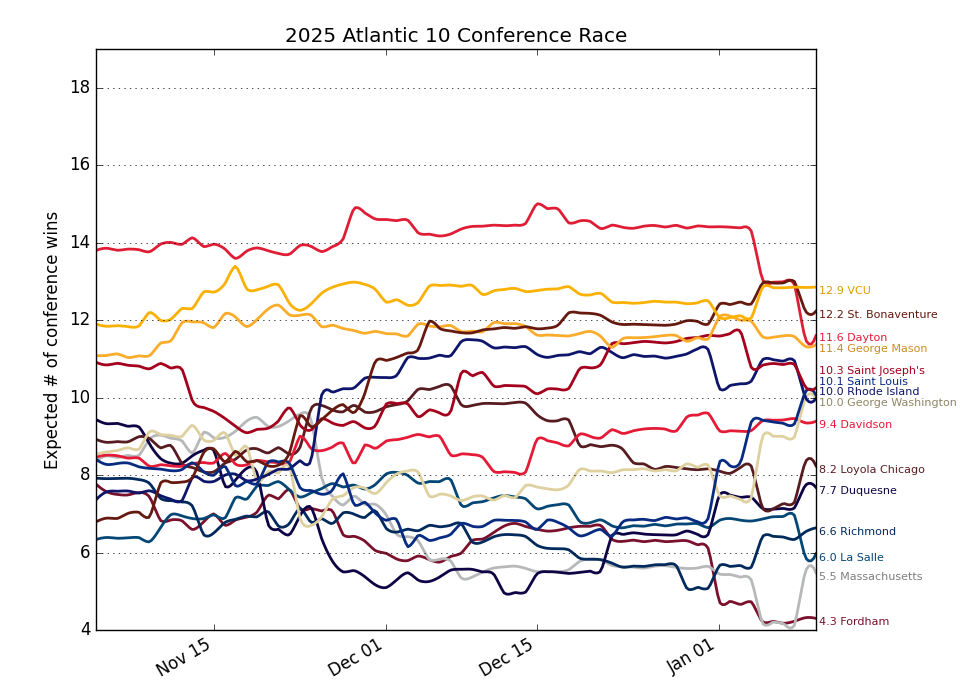 2025 Atlantic 10 Conference Race
Expected # of conference wins
18
16
14
12
10
8
6
4
Nov 15
Dec 01
Dec 15
Jan 01
12.9 VCU
12.2 St. Bonaventure
11.6 Dayton
11.4 George Mason
10.3 Saint Joseph's
10.1 Saint Louis
10.0 Rhode Island
10.0 George Washington
9.4 Davidson
8.2 Loyola Chicago
7.7 Duquesne
6.6 Richmond
6.0 La Salle
5.5 Massachusetts
4.3 Fordham